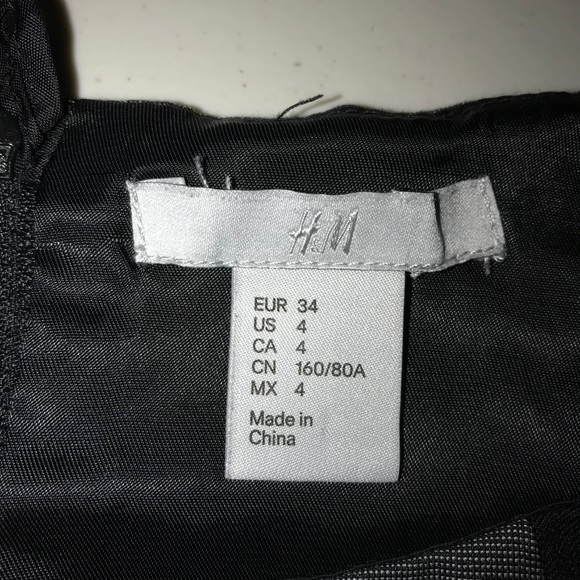 H&M
EUR 34
US 4
CA 4
CN 160/80A
MX 4
Made in
China